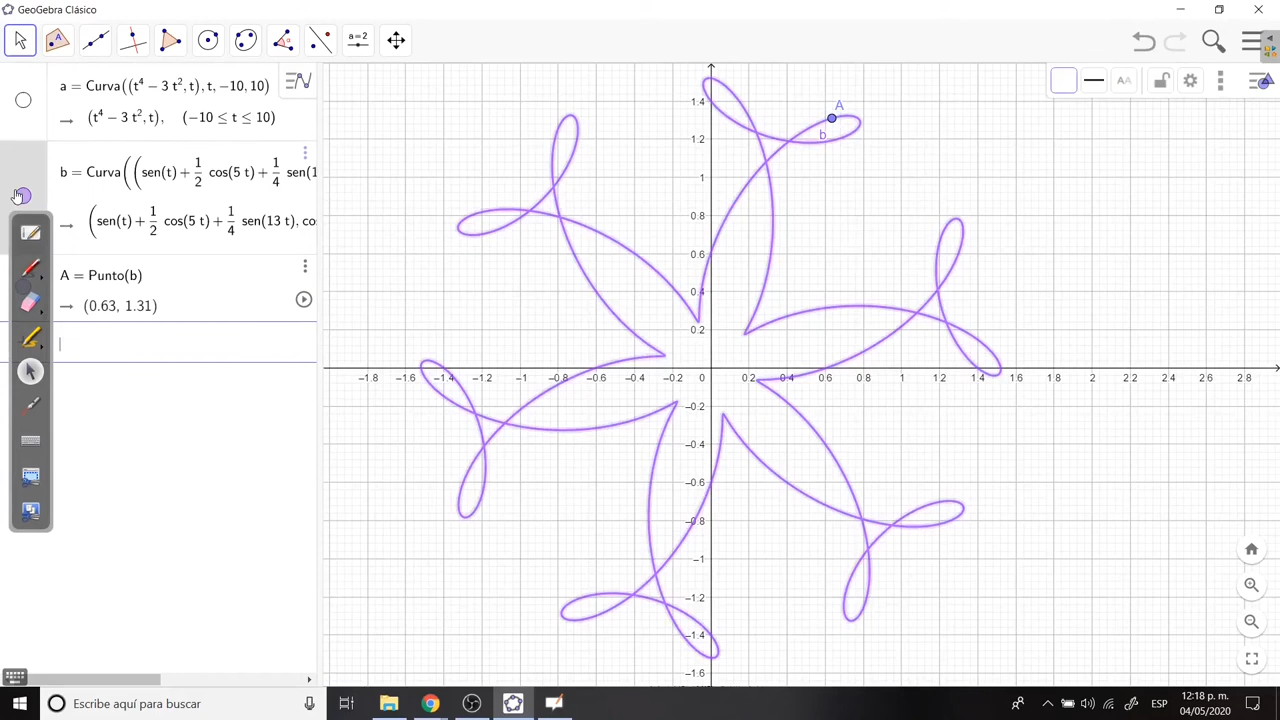 GeoGebra Clásico
a=2
a = Curva((t⁴ − 3 t², t), t, −10, 10)
→ (t⁴ − 3 t², t), (−10 ≤ t ≤ 10)
b = Curva((sen(t) + 1/2 cos(5 t) + 1/4 sen(1
→ (sen(t) + 1/2 cos(5 t) + 1/4 sen(13 t), co
A = Punto(b)
→ (0.63, 1.31)
AA
A
b
1.4
1.2
1
0.8
0.6
0.4
0.2
−1.8 −1.6 −1.4 −1.2 −1 −0.8 −0.6 −0.4 −0.2 0 0.2 0.4 0.6 0.8 1 1.2 1.4 1.6 1.8 2 2.2 2.4 2.6 2.8
−0.2
−0.4
−0.6
−0.8
−1
−1.2
−1.4
−1.6
Escribe aquí para buscar
ESP
12:18 p. m.
04/05/2020